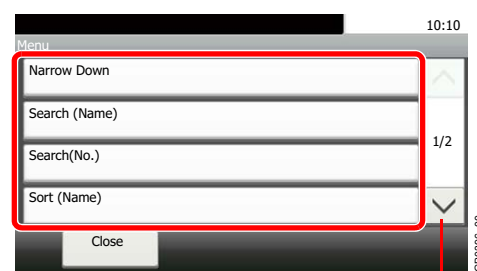 10:10
Menu
Narrow Down
Search (Name)
Search(No.)
1/2
Sort (Name)
Close